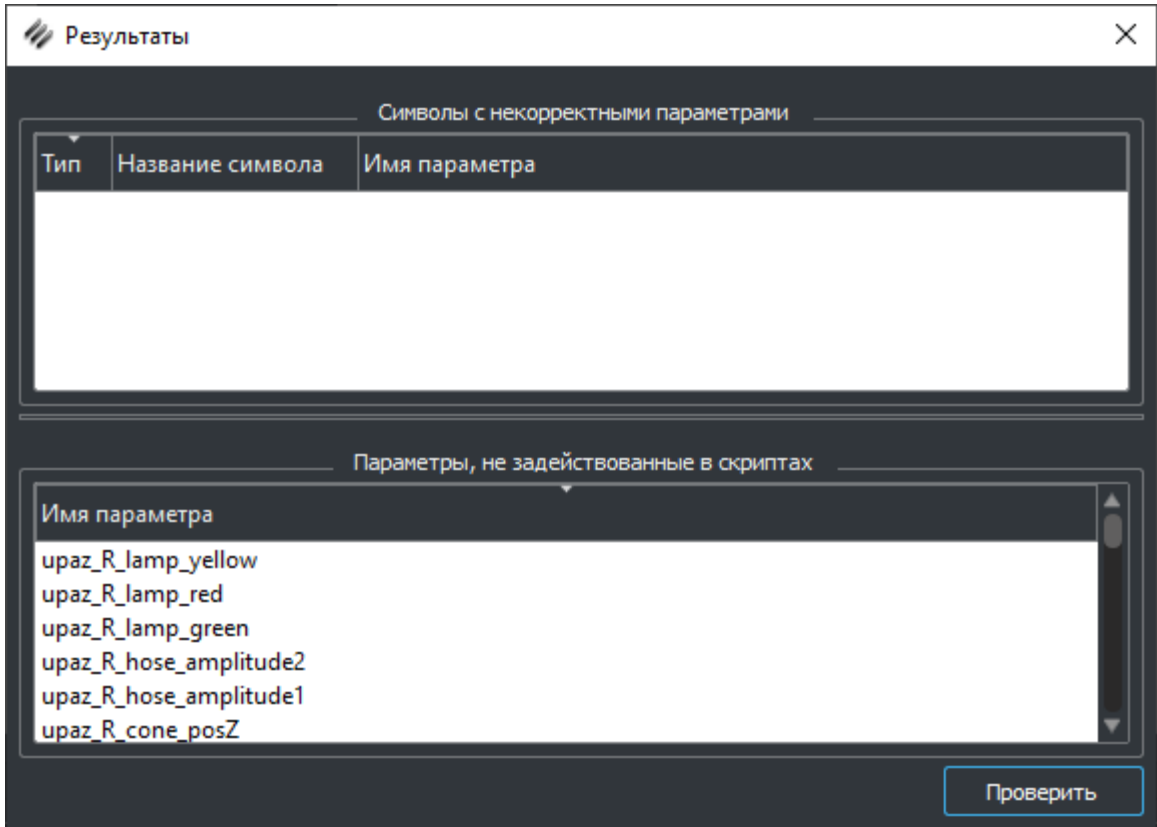 Результаты
Символы с некорректными параметрами
Тип Название символа Имя параметра
Параметры, не задействованные в скриптах
Имя параметра
upaz_R_lamp_yellow
upaz_R_lamp_red
upaz_R_lamp_green
upaz_R_hose_amplitude2
upaz_R_hose_amplitude1
upaz_R_cone_posZ
Проверить